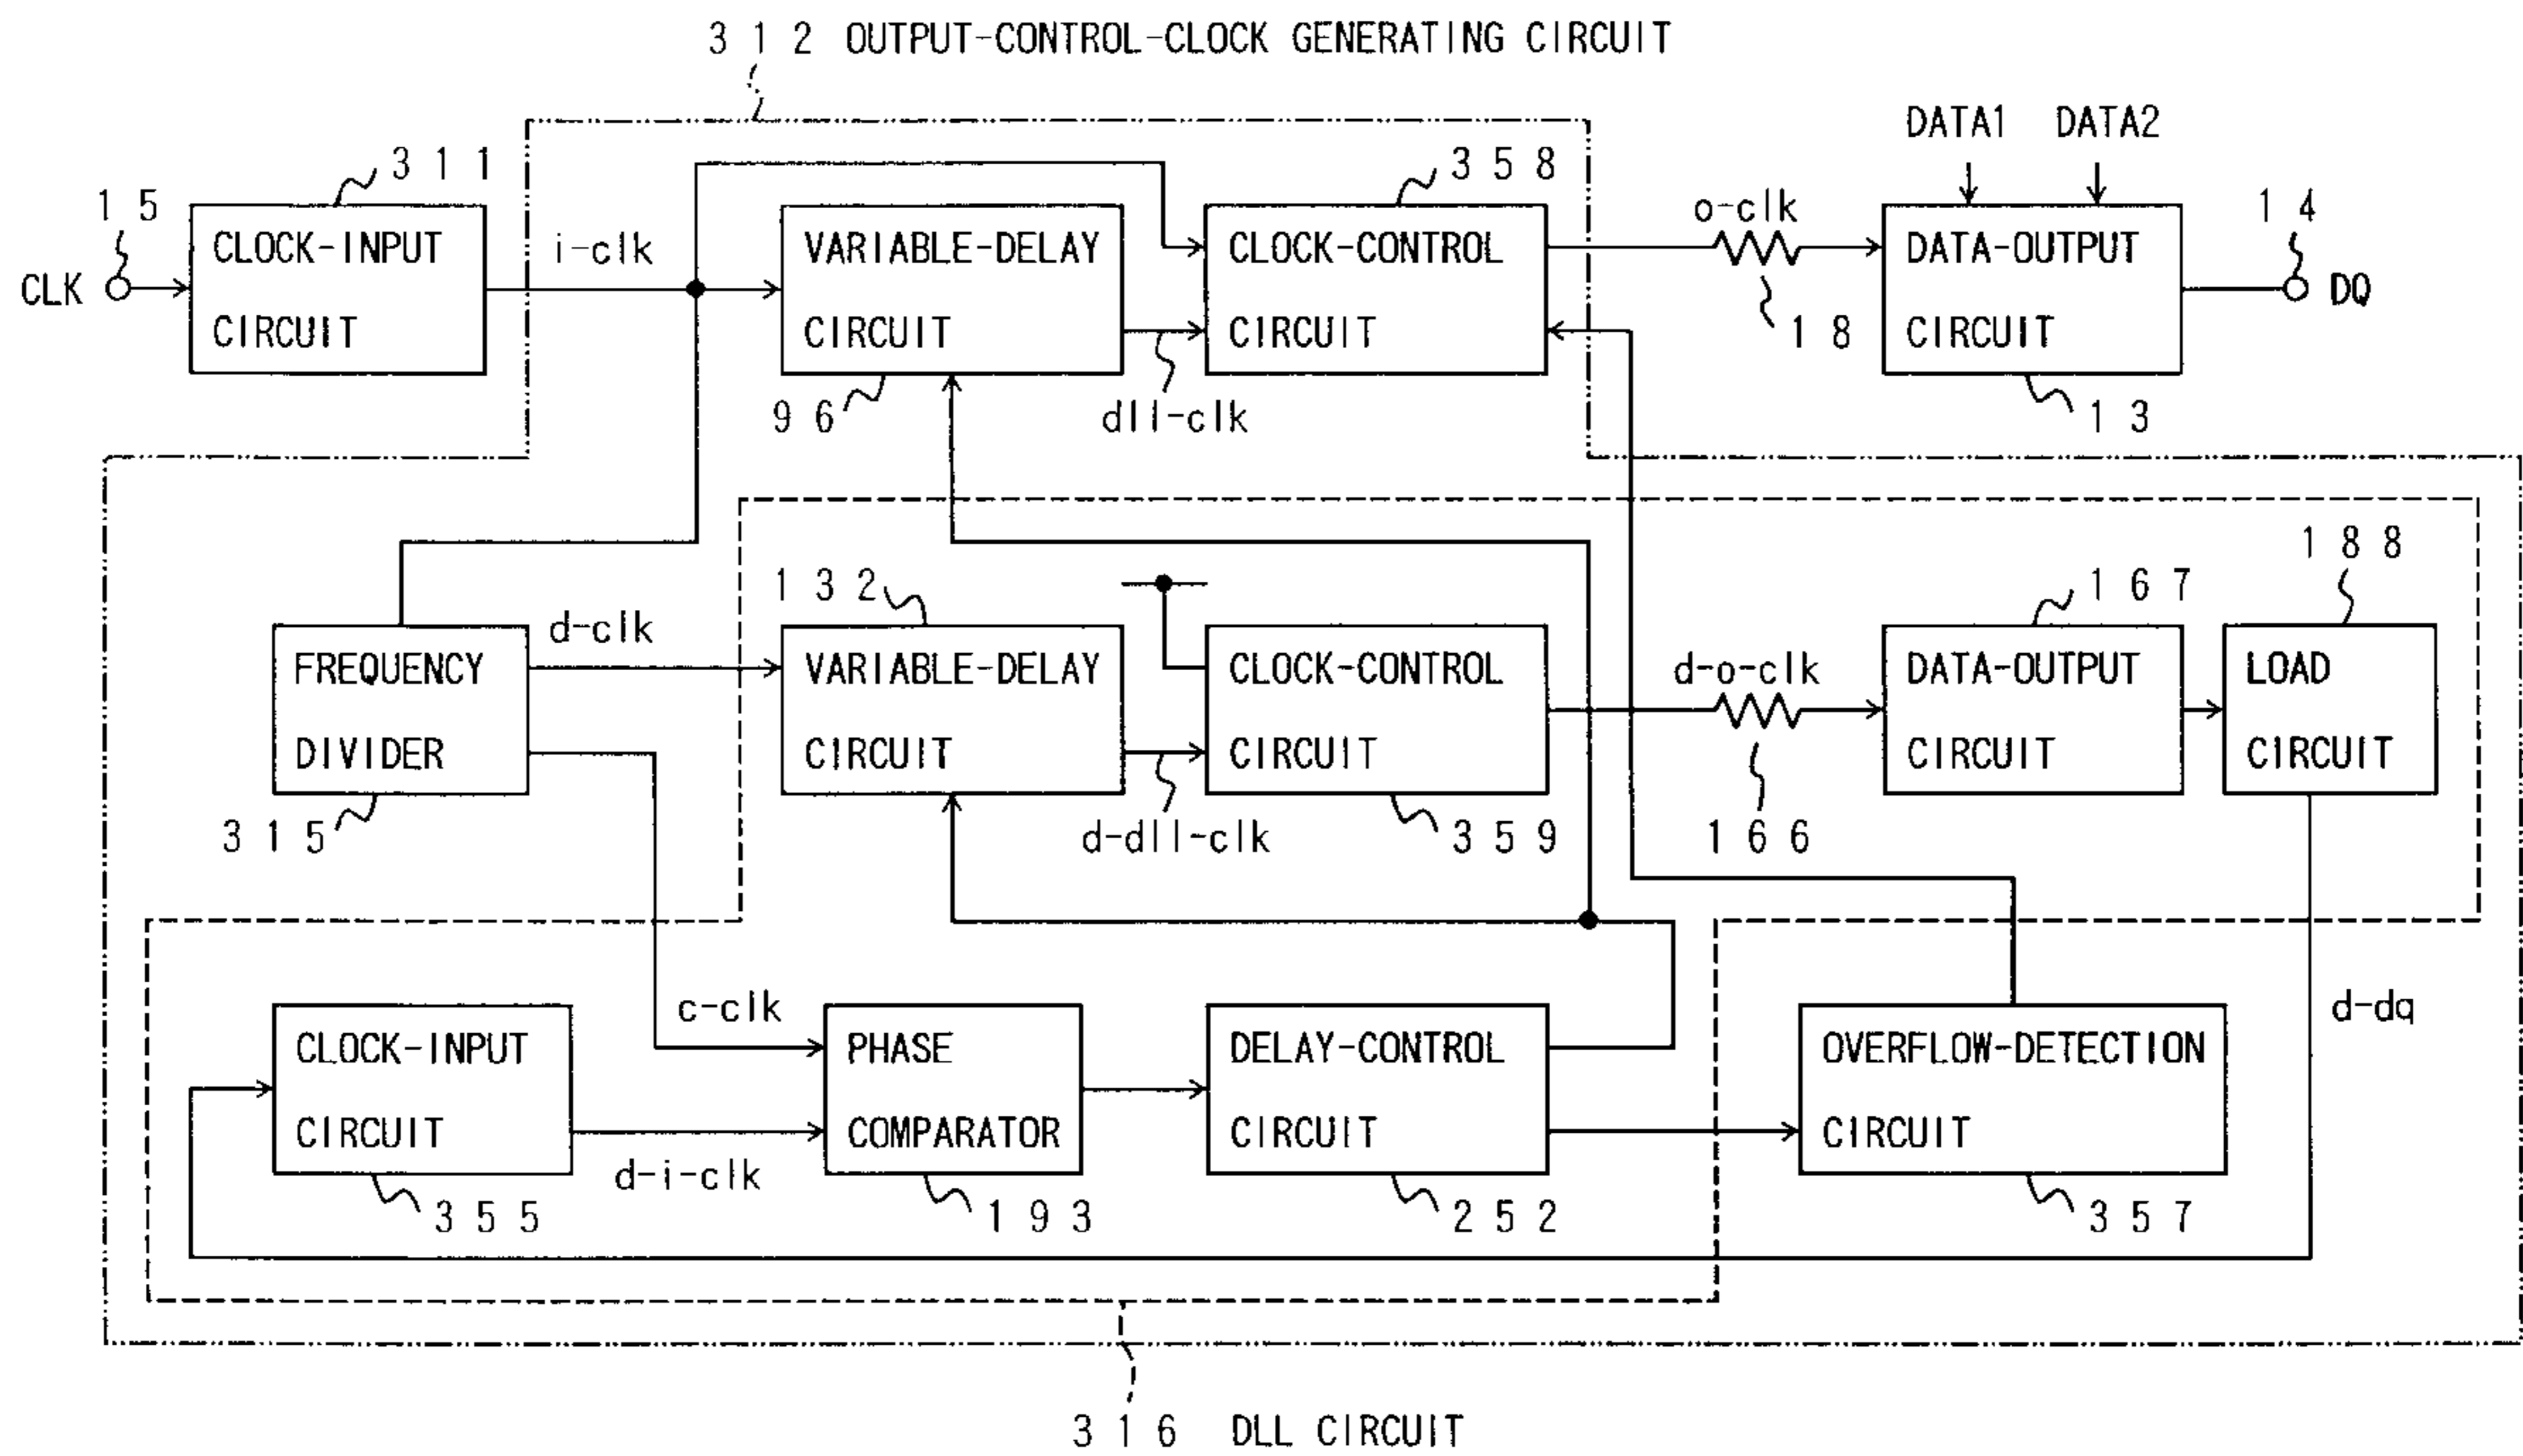 3 1 2 OUTPUT-CONTROL-CLOCK GENERATING CIRCUIT
DATA1 DATA2
1 5
3 1 1
3 5 8
1 4
CLK
CLOCK-INPUT
CIRCUIT
i-clk
VARIABLE-DELAY
CIRCUIT
CLOCK-CONTROL
CIRCUIT
o-clk
1 8
DATA-OUTPUT
CIRCUIT
DQ
9 6
dll-clk
1 3
1 3 2
1 6 7
1 8 8
FREQUENCY
DIVIDER
d-clk
VARIABLE-DELAY
CIRCUIT
CLOCK-CONTROL
CIRCUIT
d-o-clk
DATA-OUTPUT
CIRCUIT
LOAD
CIRCUIT
3 1 5
d-dll-clk
3 5 9
1 6 6
CLOCK-INPUT
CIRCUIT
c-clk
d-i-clk
PHASE
COMPARATOR
DELAY-CONTROL
CIRCUIT
OVERFLOW-DETECTION
CIRCUIT
d-dq
3 5 5
1 9 3
2 5 2
3 5 7
3 1 6 DLL CIRCUIT